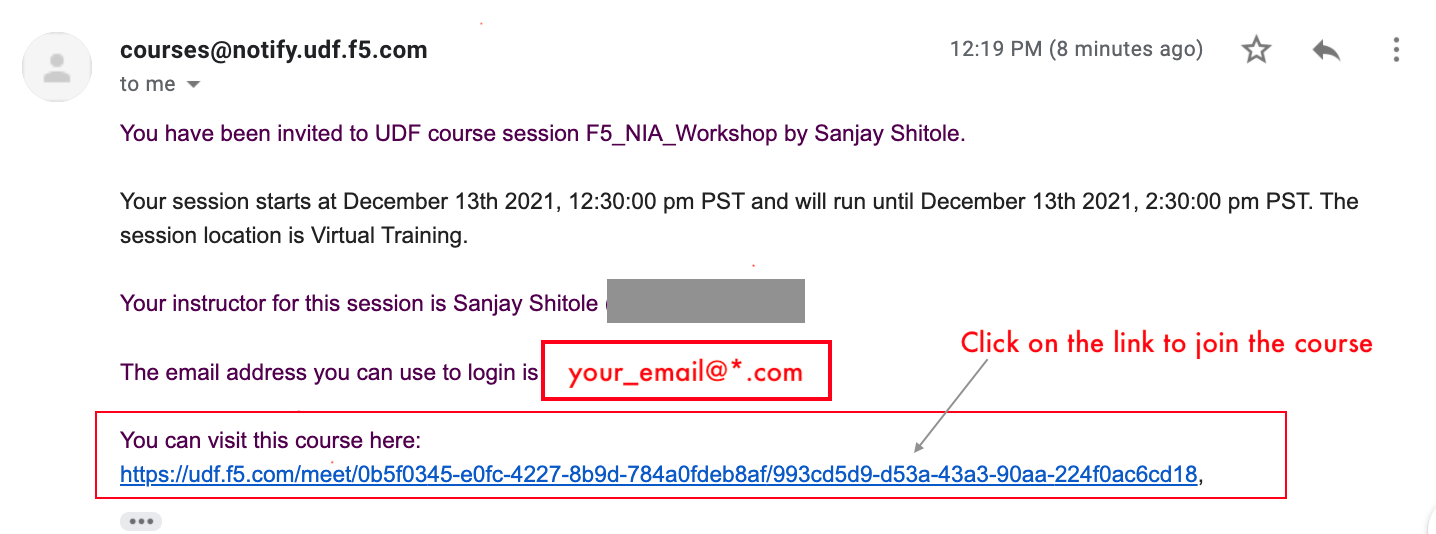 courses@notify.udf.f5.com
12:19 PM (8 minutes ago)
to me
You have been invited to UDF course session F5_NIA_Workshop by Sanjay Shitole.
Your session starts at December 13th 2021, 12:30:00 pm PST and will run until December 13th 2021, 2:30:00 pm PST. The
session location is Virtual Training.
Your instructor for this session is Sanjay Shitole
Click on the link to join the course
The email address you can use to login is your_email@*.com
You can visit this course here:
https://udf.f5.com/meet/0b5f0345-e0fc-4227-8b9d-784a0fdeb8af/993cd5d9-d53a-43a3-90aa-224f0ac6cd18,